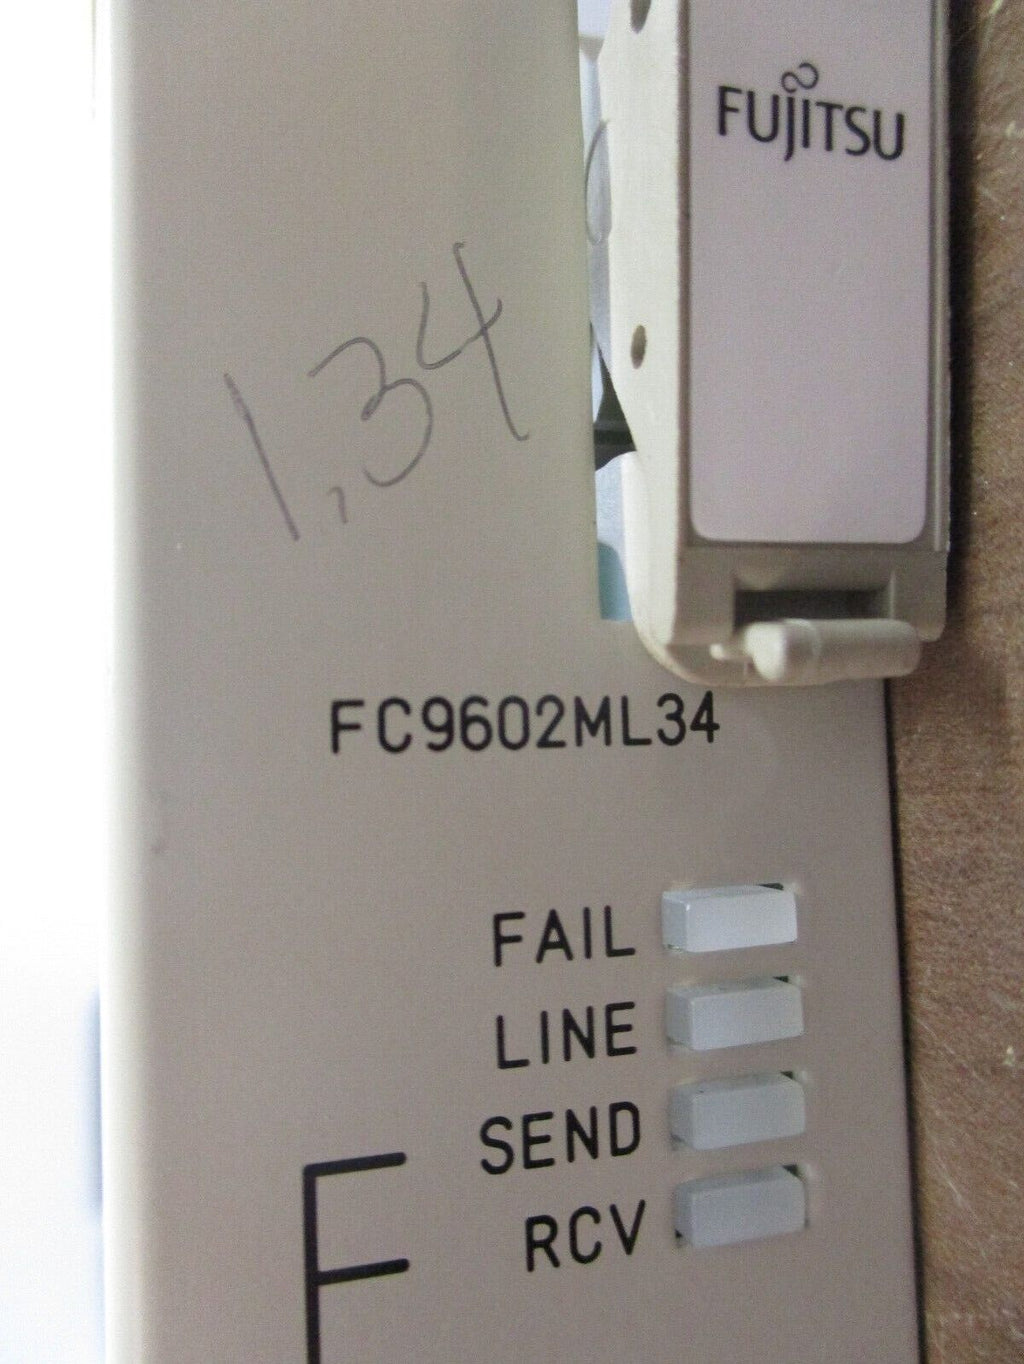 FUJITSU
1,34
FC9602ML34
FAIL
LINE
SEND
RCV